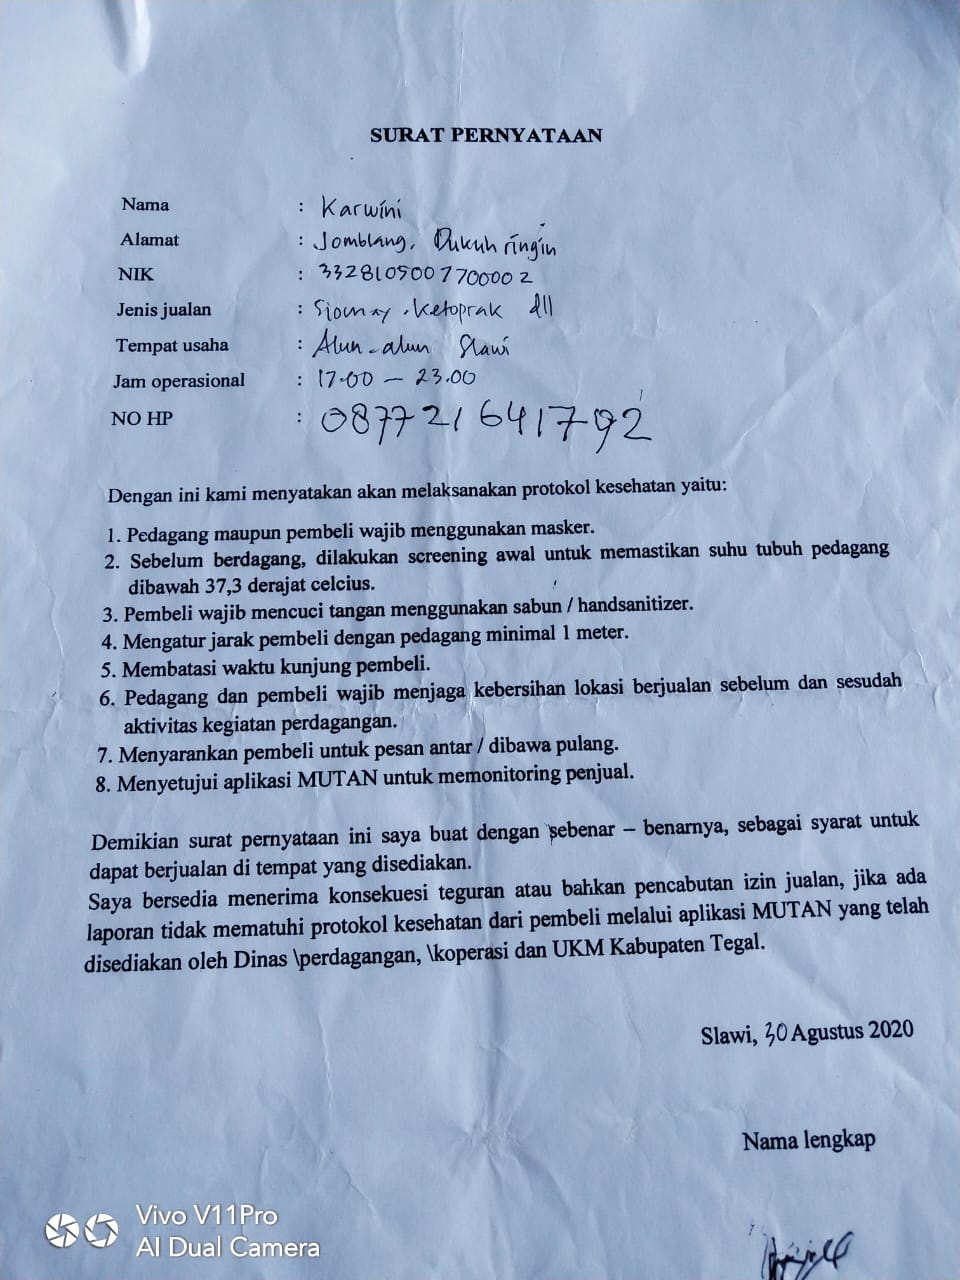 SURAT PERNYATAAN
Nama : Karwini
Alamat : Jomblang, Dukuh ringin
NIK : 3328105007700002
Jenis jualan : Siomay, Ketoprak dll
Tempat usaha : Alun-alun Slawi
Jam operasional : 17.00 – 23.00
NO HP : 087721641792
Dengan ini kami menyatakan akan melaksanakan protokol kesehatan yaitu:
1. Pedagang maupun pembeli wajib menggunakan masker.
2. Sebelum berdagang, dilakukan screening awal untuk memastikan suhu tubuh pedagang
dibawah 37,3 derajat celcius.
3. Pembeli wajib mencuci tangan menggunakan sabun / handsanitizer.
4. Mengatur jarak pembeli dengan pedagang minimal 1 meter.
5. Membatasi waktu kunjung pembeli.
6. Pedagang dan pembeli wajib menjaga kebersihan lokasi berjualan sebelum dan sesudah
aktivitas kegiatan perdagangan.
7. Menyarankan pembeli untuk pesan antar / dibawa pulang.
8. Menyetujui aplikasi MUTAN untuk memonitoring penjual.
Demikian surat pernyataan ini saya buat dengan sebenar – benarnya, sebagai syarat untuk
dapat berjualan di tempat yang disediakan.
Saya bersedia menerima konsekuesi teguran atau bahkan pencabutan izin jualan, jika ada
laporan tidak mematuhi protokol kesehatan dari pembeli melalui aplikasi MUTAN yang telah
disediakan oleh Dinas \perdagangan, \koperasi dan UKM Kabupaten Tegal.
Slawi, 30 Agustus 2020
Nama lengkap
Vivo V11Pro
AI Dual Camera